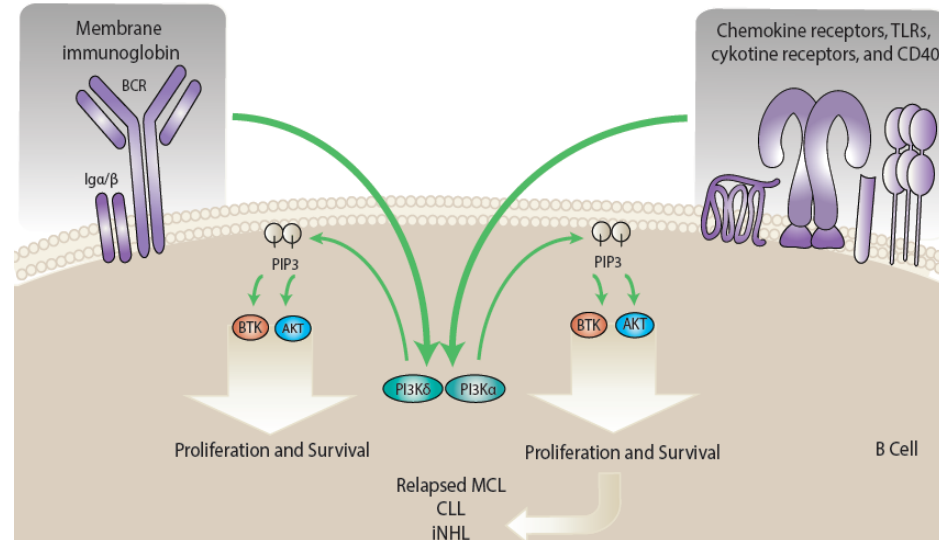 Membrane
immunoglobin
BCR
Igα/β
Chemokine receptors, TLRs,
cykotine receptors, and CD40
PIP3
BTK
AKT
PIP3
BTK
AKT
PI3Kδ
PI3Kα
Proliferation and Survival
Proliferation and Survival
B Cell
Relapsed MCL
CLL
iNHL